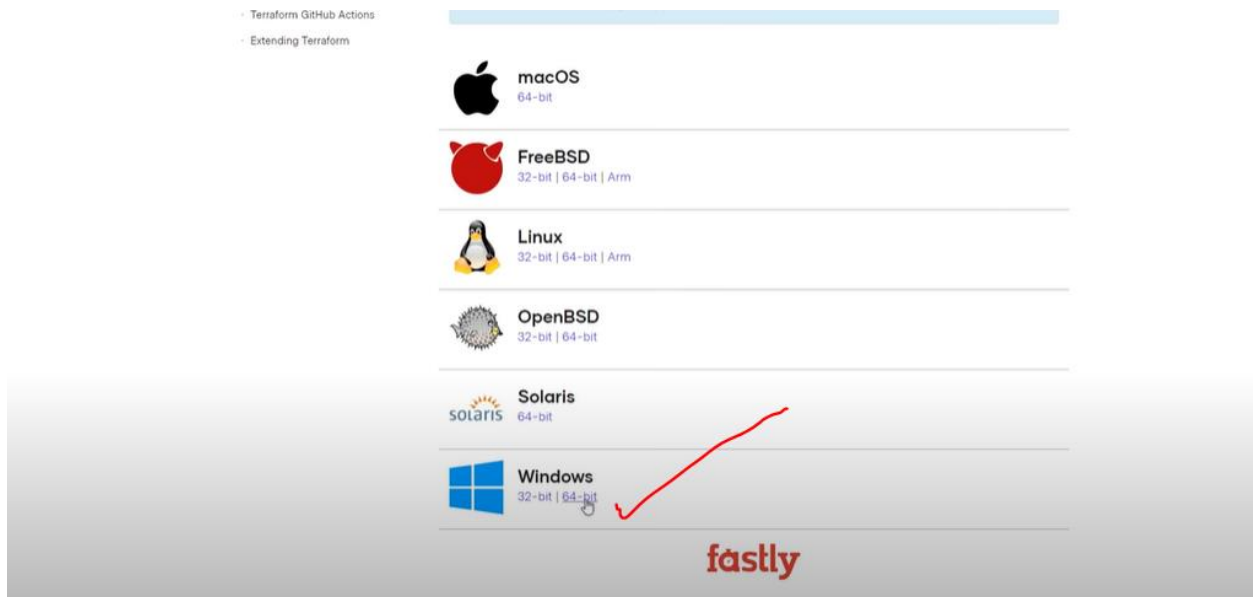 Terraform GitHub Actions
Extending Terraform
macOS
64-bit
FreeBSD
32-bit | 64-bit | Arm
Linux
32-bit | 64-bit | Arm
OpenBSD
32-bit | 64-bit
solaris
Solaris
64-bit
Windows
32-bit | 64-bit
fastly